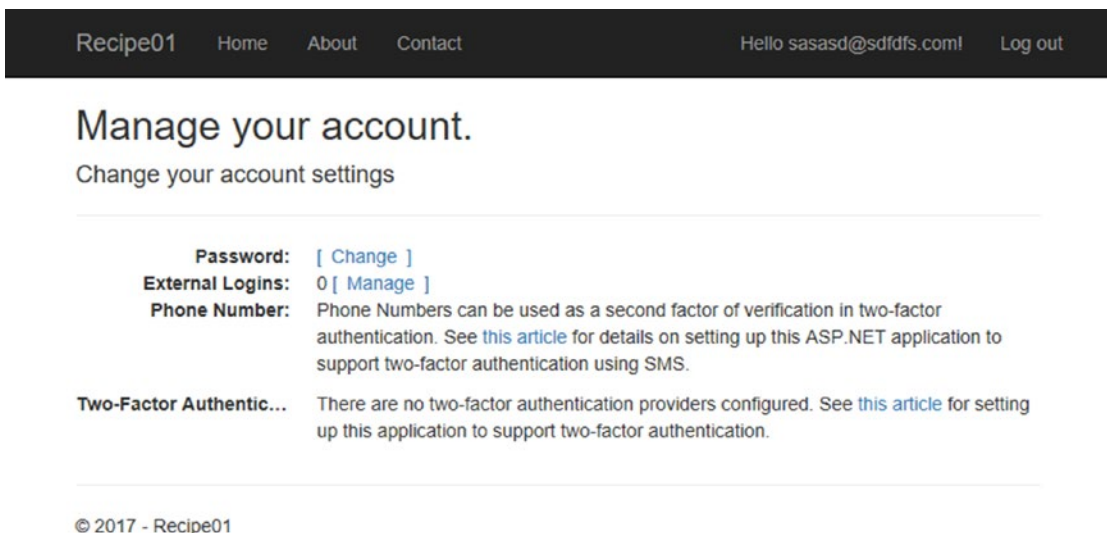 Recipe01 Home About Contact Hello sasasd@sdfdfs.com! Log out
Manage your account.
Change your account settings
Password: [ Change ]
External Logins: 0 [ Manage ]
Phone Number: Phone Numbers can be used as a second factor of verification in two-factor
authentication. See this article for details on setting up this ASP.NET application to
support two-factor authentication using SMS.
Two-Factor Authentic... There are no two-factor authentication providers configured. See this article for setting
up this application to support two-factor authentication.
© 2017 - Recipe01